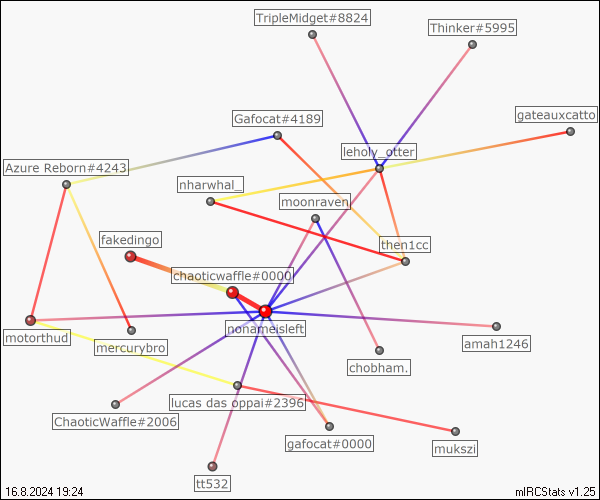 TripleMidget#8824
Thinker#5995
gateauxcatto
Gafocat#4189
leholy_otter
Azure Reborn#4243
nharwhal_
moonraven
fakedingo
then1cc
chaoticwaffle#0000
nonameisleft
motorthud
mercurybro
amah1246
chobham.
ChaoticWaffle#2006
lucas das oppai#2396
gafocat#0000
mukszi
tt532
16.8.2024 19:24
mIRCStats v1.25